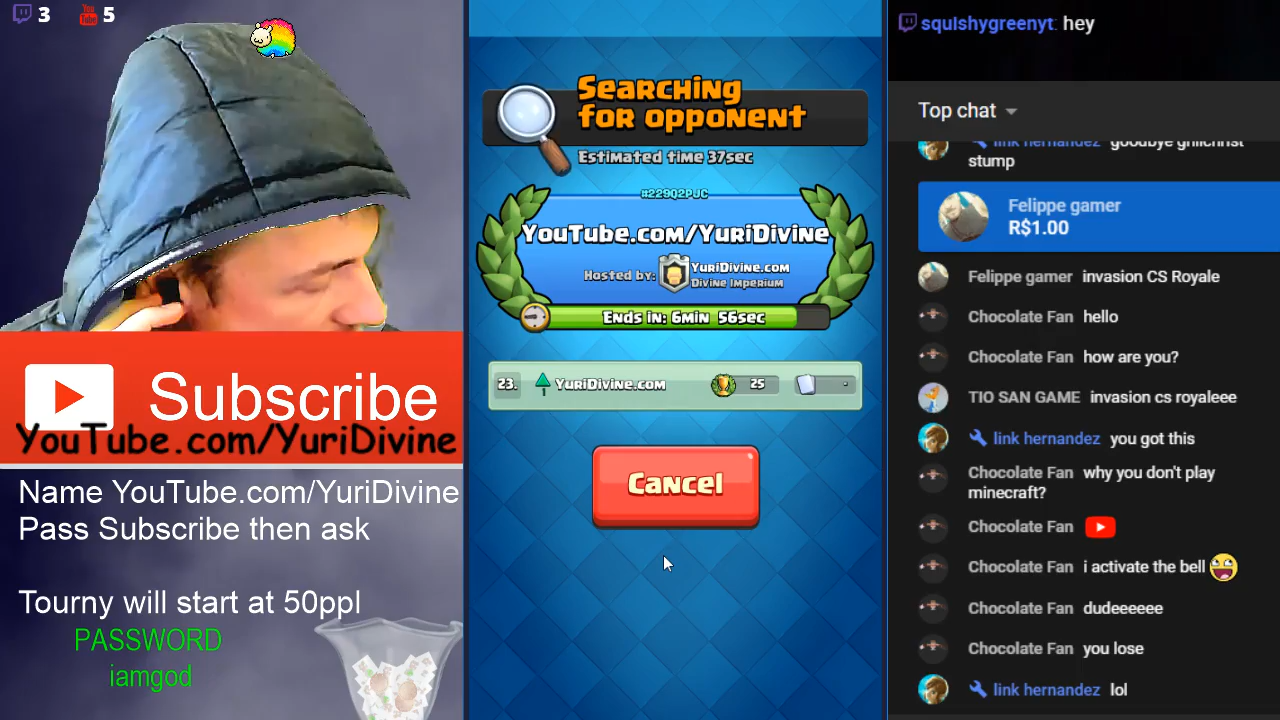 3
5
Subscribe
YouTube.com/YuriDivine
Name YouTube.com/YuriDivine
Pass Subscribe then ask
Tourny will start at 50ppl
PASSWORD
iamgod
Searching
for opponent
Estimated time 37sec
#229Q2PJC
YouTube.com/YuriDivine
Hosted by: YuriDivine.com
Divine Imperium
Ends in: 6min 56sec
23. YuriDivine.com 25 -
Cancel
squishygreenyt: hey
Top chat
link hernandez goodbye grilichrist
stump
Felippe gamer
R$1.00
Felippe gamer invasion CS Royale
Chocolate Fan hello
Chocolate Fan how are you?
TIO SAN GAME invasion cs royaleee
link hernandez you got this
Chocolate Fan why you don't play
minecraft?
Chocolate Fan
Chocolate Fan i activate the bell
Chocolate Fan dudeeeeee
Chocolate Fan you lose
link hernandez lol